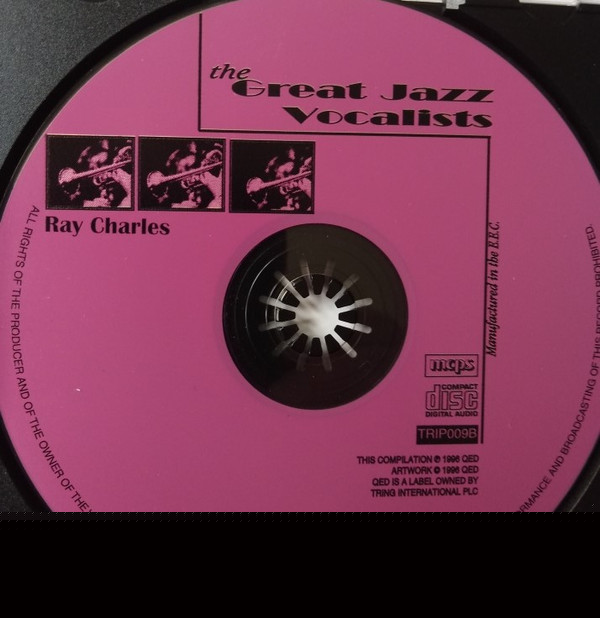 the
Great Jazz
Vocalists
Ray Charles
Manufactured in the E.E.C.
mcps
COMPACT
disc
DIGITAL AUDIO
TRIP009B
THIS COMPILATION ℗ 1996 QED
ARTWORK © 1996 QED
QED IS A LABEL OWNED BY
TRING INTERNATIONAL PLC
ALL RIGHTS OF THE PRODUCER AND OF THE OWNER OF THE
AND BROADCASTING OF THIS RECORD PROHIBITED.